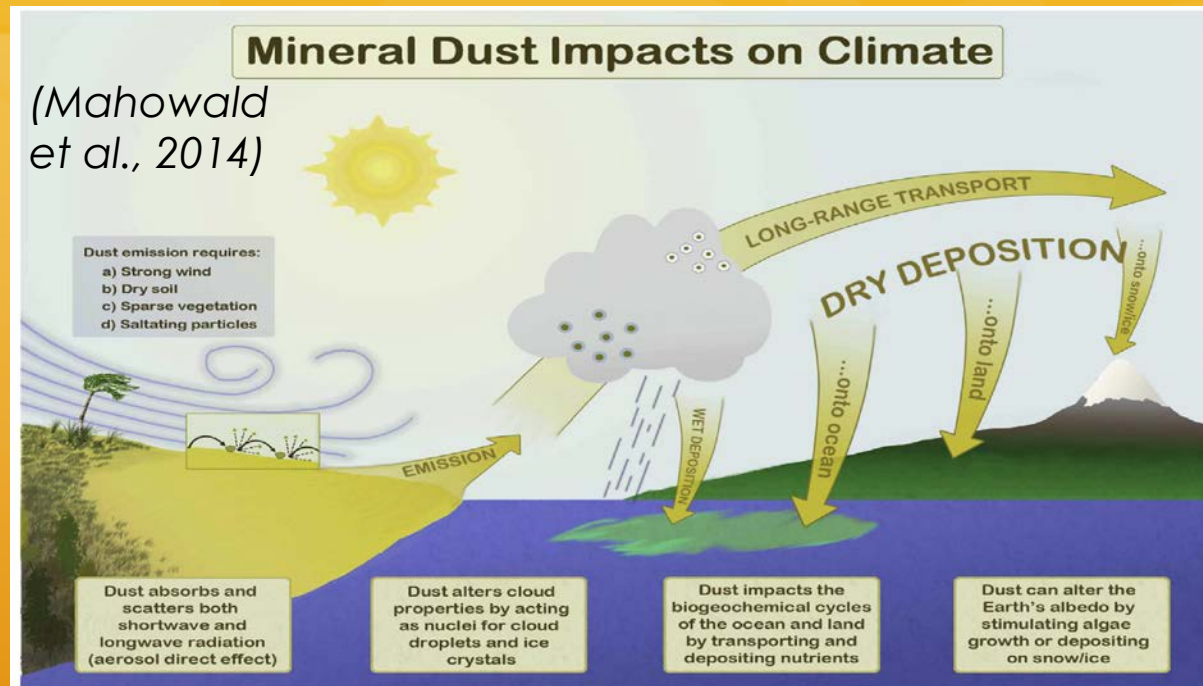 Mineral Dust Impacts on Climate
(Mahowald
et al., 2014)
Dust emission requires:
a) Strong wind
b) Dry soil
c) Sparse vegetation
d) Saltating particles
EMISSION
LONG-RANGE TRANSPORT
DRY DEPOSITION
WET DEPOSITION
...onto ocean
...onto land
...onto snow/ice
Dust absorbs and
scatters both
shortwave and
longwave radiation
(aerosol direct effect)
Dust alters cloud
properties by acting
as nuclei for cloud
droplets and ice
crystals
Dust impacts the
biogeochemical cycles
of the ocean and land
by transporting and
depositing nutrients
Dust can alter the
Earth's albedo by
stimulating algae
growth or depositing
on snow/ice